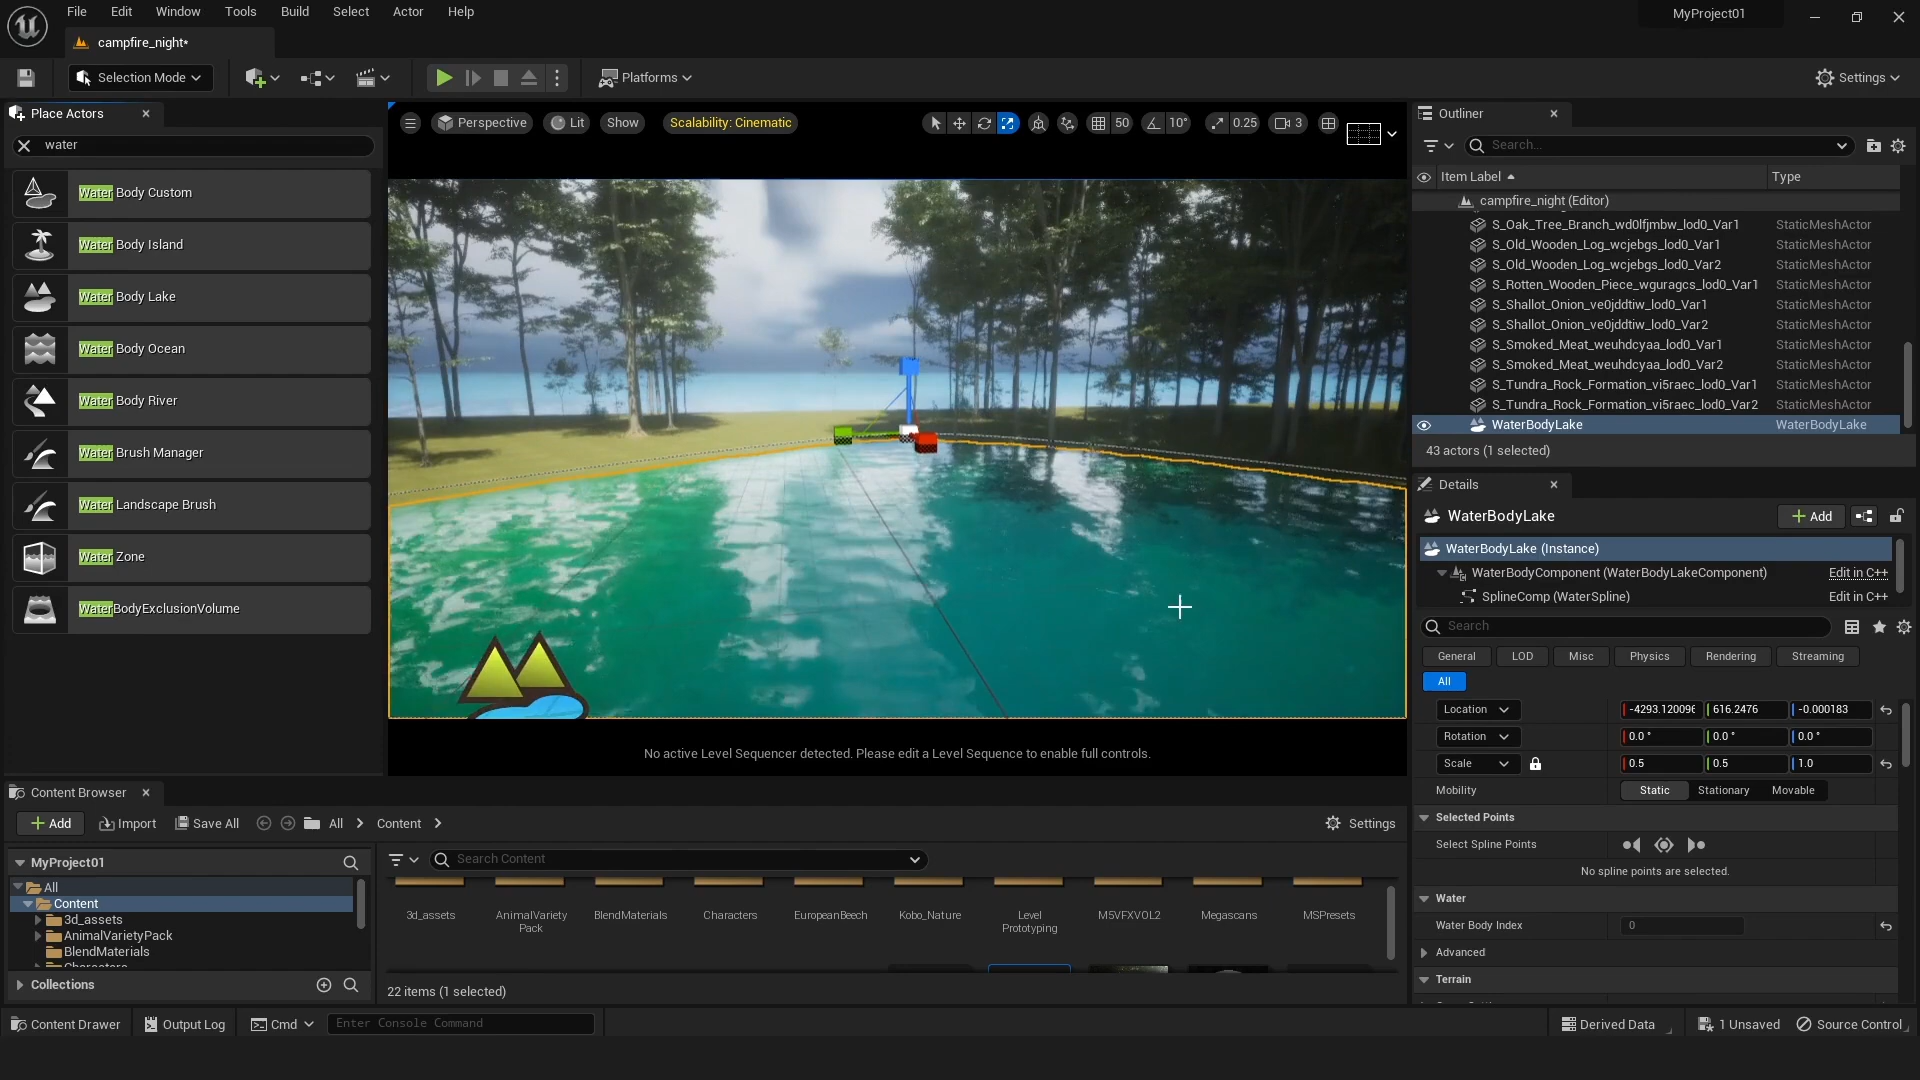 File Edit Window Tools Build Select Actor Help
MyProject01
campfire_night*
Selection Mode
Platforms
Settings
Place Actors
water
Water Body Custom
Water Body Island
Water Body Lake
Water Body Ocean
Water Body River
Water Brush Manager
Water Landscape Brush
Water Zone
WaterBodyExclusionVolume
Perspective Lit Show Scalability: Cinematic 50 10° 0.25 3
No active Level Sequencer detected. Please edit a Level Sequence to enable full controls.
Outliner
Search...
Item Label Type
campfire_night (Editor)
S_Oak_Tree_Branch_wd0lfjmbw_lod0_Var1 StaticMeshActor
S_Old_Wooden_Log_wcjebgs_lod0_Var1 StaticMeshActor
S_Old_Wooden_Log_wcjebgs_lod0_Var2 StaticMeshActor
S_Rotten_Wooden_Piece_wguragcs_lod0_Var1 StaticMeshActor
S_Shallot_Onion_ve0jddtiw_lod0_Var1 StaticMeshActor
S_Shallot_Onion_ve0jddtiw_lod0_Var2 StaticMeshActor
S_Smoked_Meat_weuhdcyaa_lod0_Var1 StaticMeshActor
S_Smoked_Meat_weuhdcyaa_lod0_Var2 StaticMeshActor
S_Tundra_Rock_Formation_vi5raec_lod0_Var1 StaticMeshActor
S_Tundra_Rock_Formation_vi5raec_lod0_Var2 StaticMeshActor
WaterBodyLake WaterBodyLake
43 actors (1 selected)
Details
WaterBodyLake
Add
WaterBodyLake (Instance)
WaterBodyComponent (WaterBodyLakeComponent) Edit in C++
SplineComp (WaterSpline) Edit in C++
Search
General LOD Misc Physics Rendering Streaming
All
Location -4293.120096 616.2476 -0.000183
Rotation 0.0 ° 0.0 ° 0.0 °
Scale 0.5 0.5 1.0
Mobility Static Stationary Movable
Selected Points
Select Spline Points
No spline points are selected.
Water
Water Body Index 0
Advanced
Terrain
Content Browser
Add Import Save All All Content
Settings
MyProject01
All
Content
3d_assets
AnimalVarietyPack
BlendMaterials
Collections
Search Content
3d_assets
AnimalVariety
Pack
BlendMaterials
Characters
EuropeanBeech
Kobo_Nature
Level
Prototyping
M5VFXVOL2
Megascans
MSPresets
22 items (1 selected)
Content Drawer Output Log Cmd Enter Console Command
Derived Data 1 Unsaved Source Control